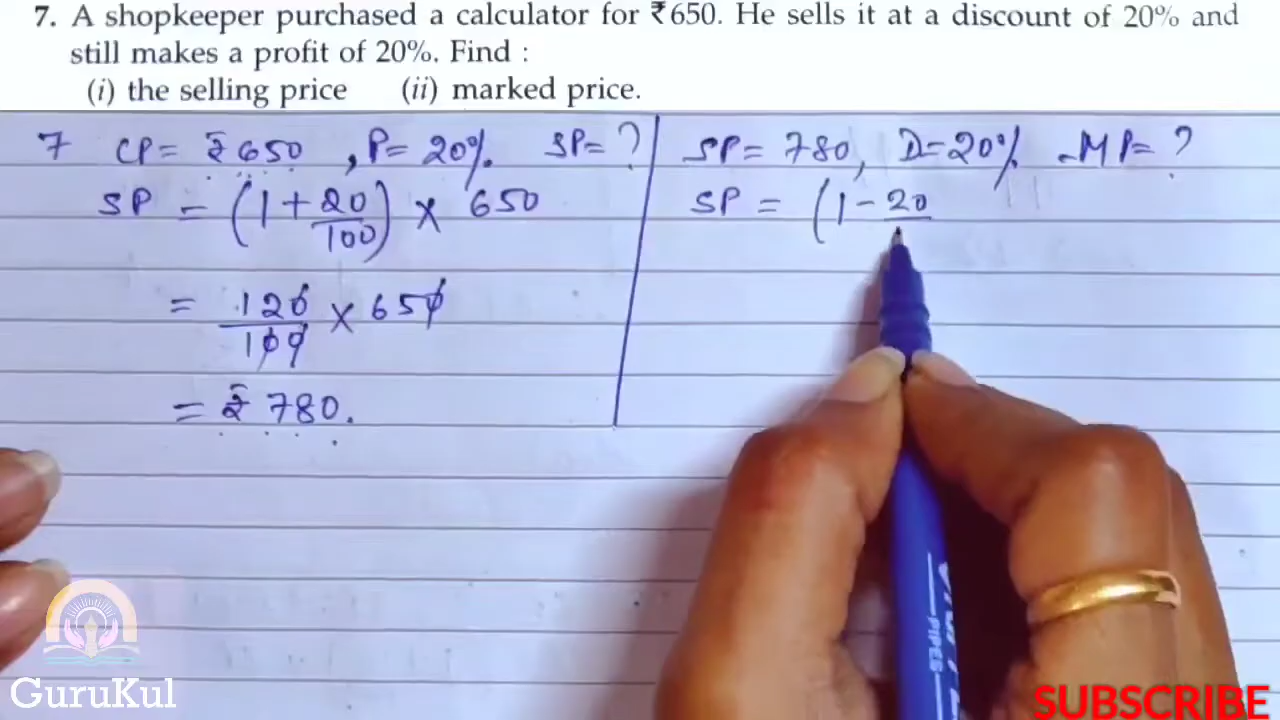 7. A shopkeeper purchased a calculator for ₹650. He sells it at a discount of 20% and
still makes a profit of 20%. Find :
(i) the selling price (ii) marked price.
7 CP = ₹650, P = 20%. SP = ?
SP = (1 + 20/100) × 650
= 120/100 × 650
= ₹780.
SP = 780, D = 20% MP = ?
SP = (1 - 20
GuruKul
SUBSCRIBE